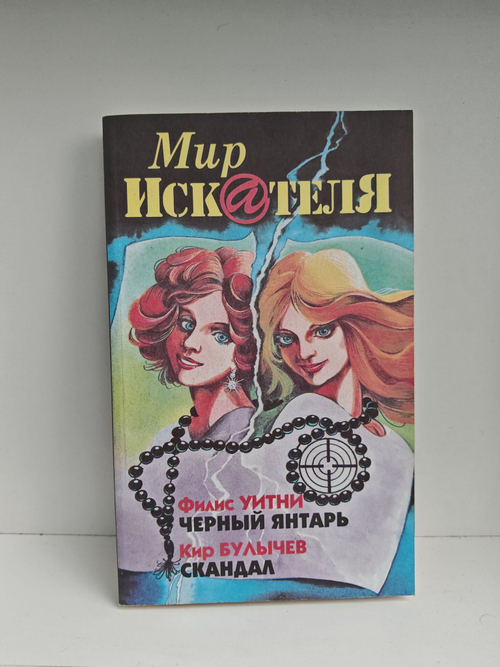 Мир
ИСК@ТЕЛЯ
Филис УИТНИ
ЧЕРНЫЙ ЯНТАРЬ
Кир БУЛЫЧЕВ
СКАНДАЛ